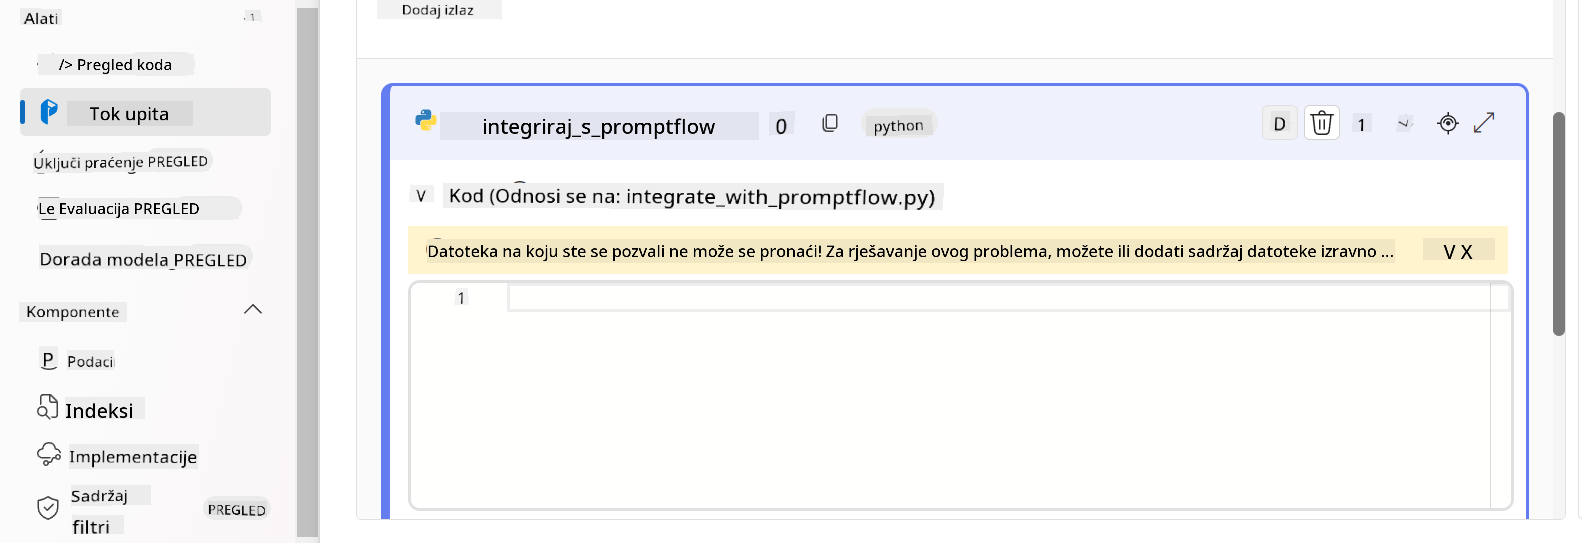 Alati
1
/> Pregled koda
Tok upita
Uključi praćenje PREGLED
Le Evaluacija PREGLED
Dorada modela PREGLED
Komponente
P Podaci
Indeksi
Implementacije
Sadržaj
filtri
PREGLED
Dodaj izlaz
integriraj_s_promptflow 0 python D 1
V Kod (Odnosi se na: integrate_with_promptflow.py)
Datoteka na koju ste se pozvali ne može se pronaći! Za rješavanje ovog problema, možete ili dodati sadržaj datoteke izravno ... V X
1